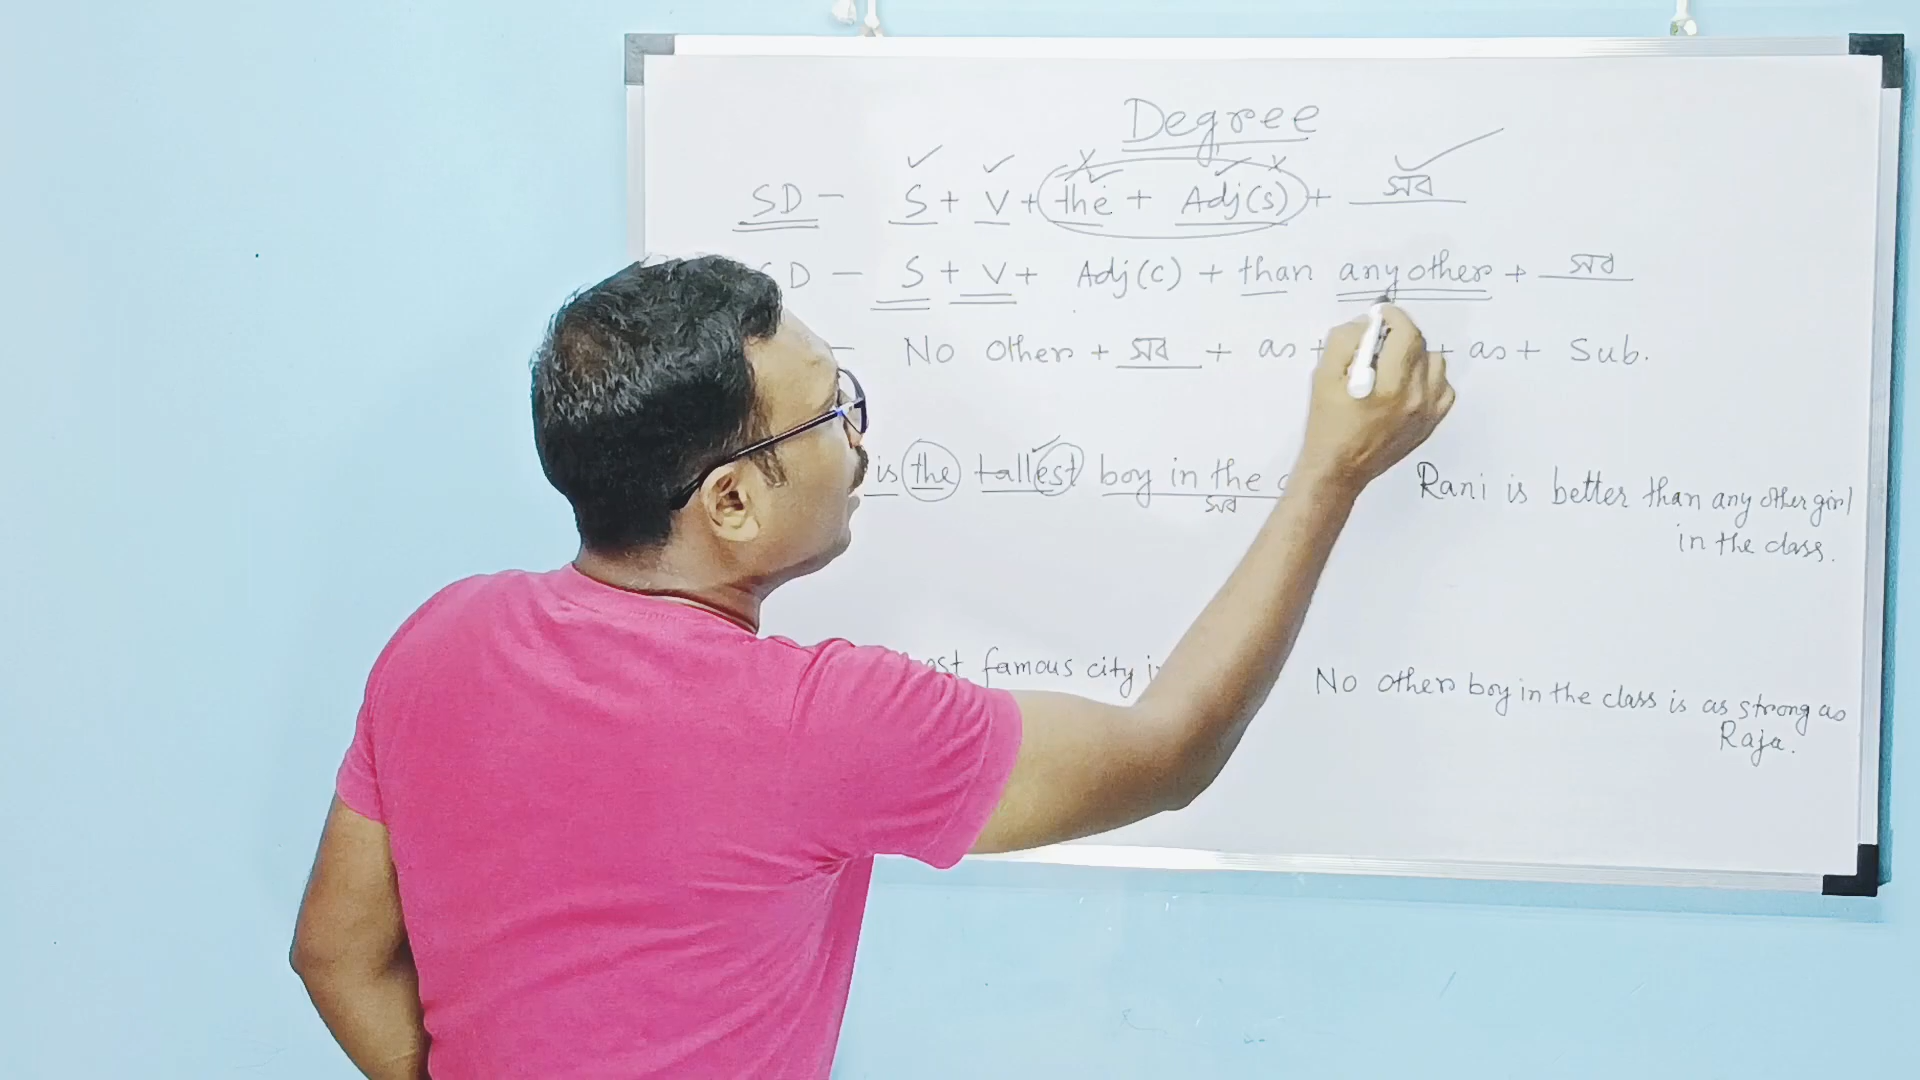 Degree
SD - S + V + the + Adj(s) + সব
D - S + V + Adj(c) + than any other + সব
- No other + সব + as + + as + Sub.
is the tallest boy in the
সব
Rani is better than any other girl
in the class.
famous city
No other boy in the class is as strong as
Raja.